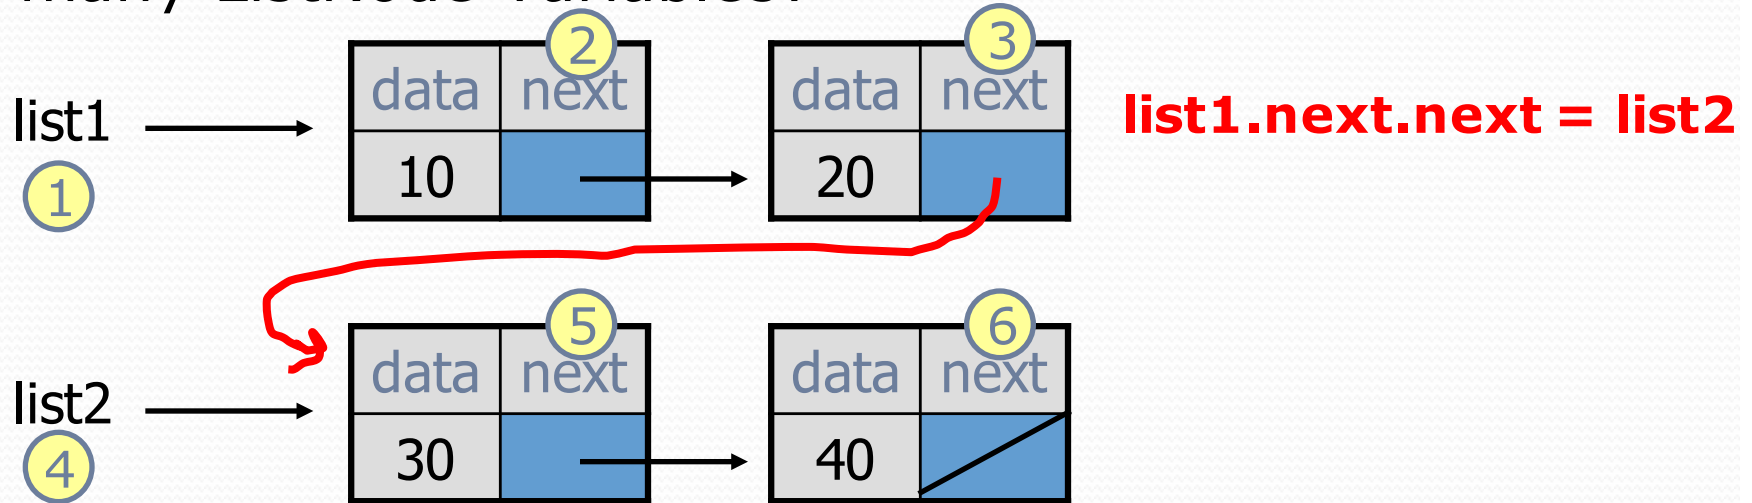 2 3
data next data next
list1 10 20 list1.next.next = list2
1
5 6
data next data next
list2 30 40
4